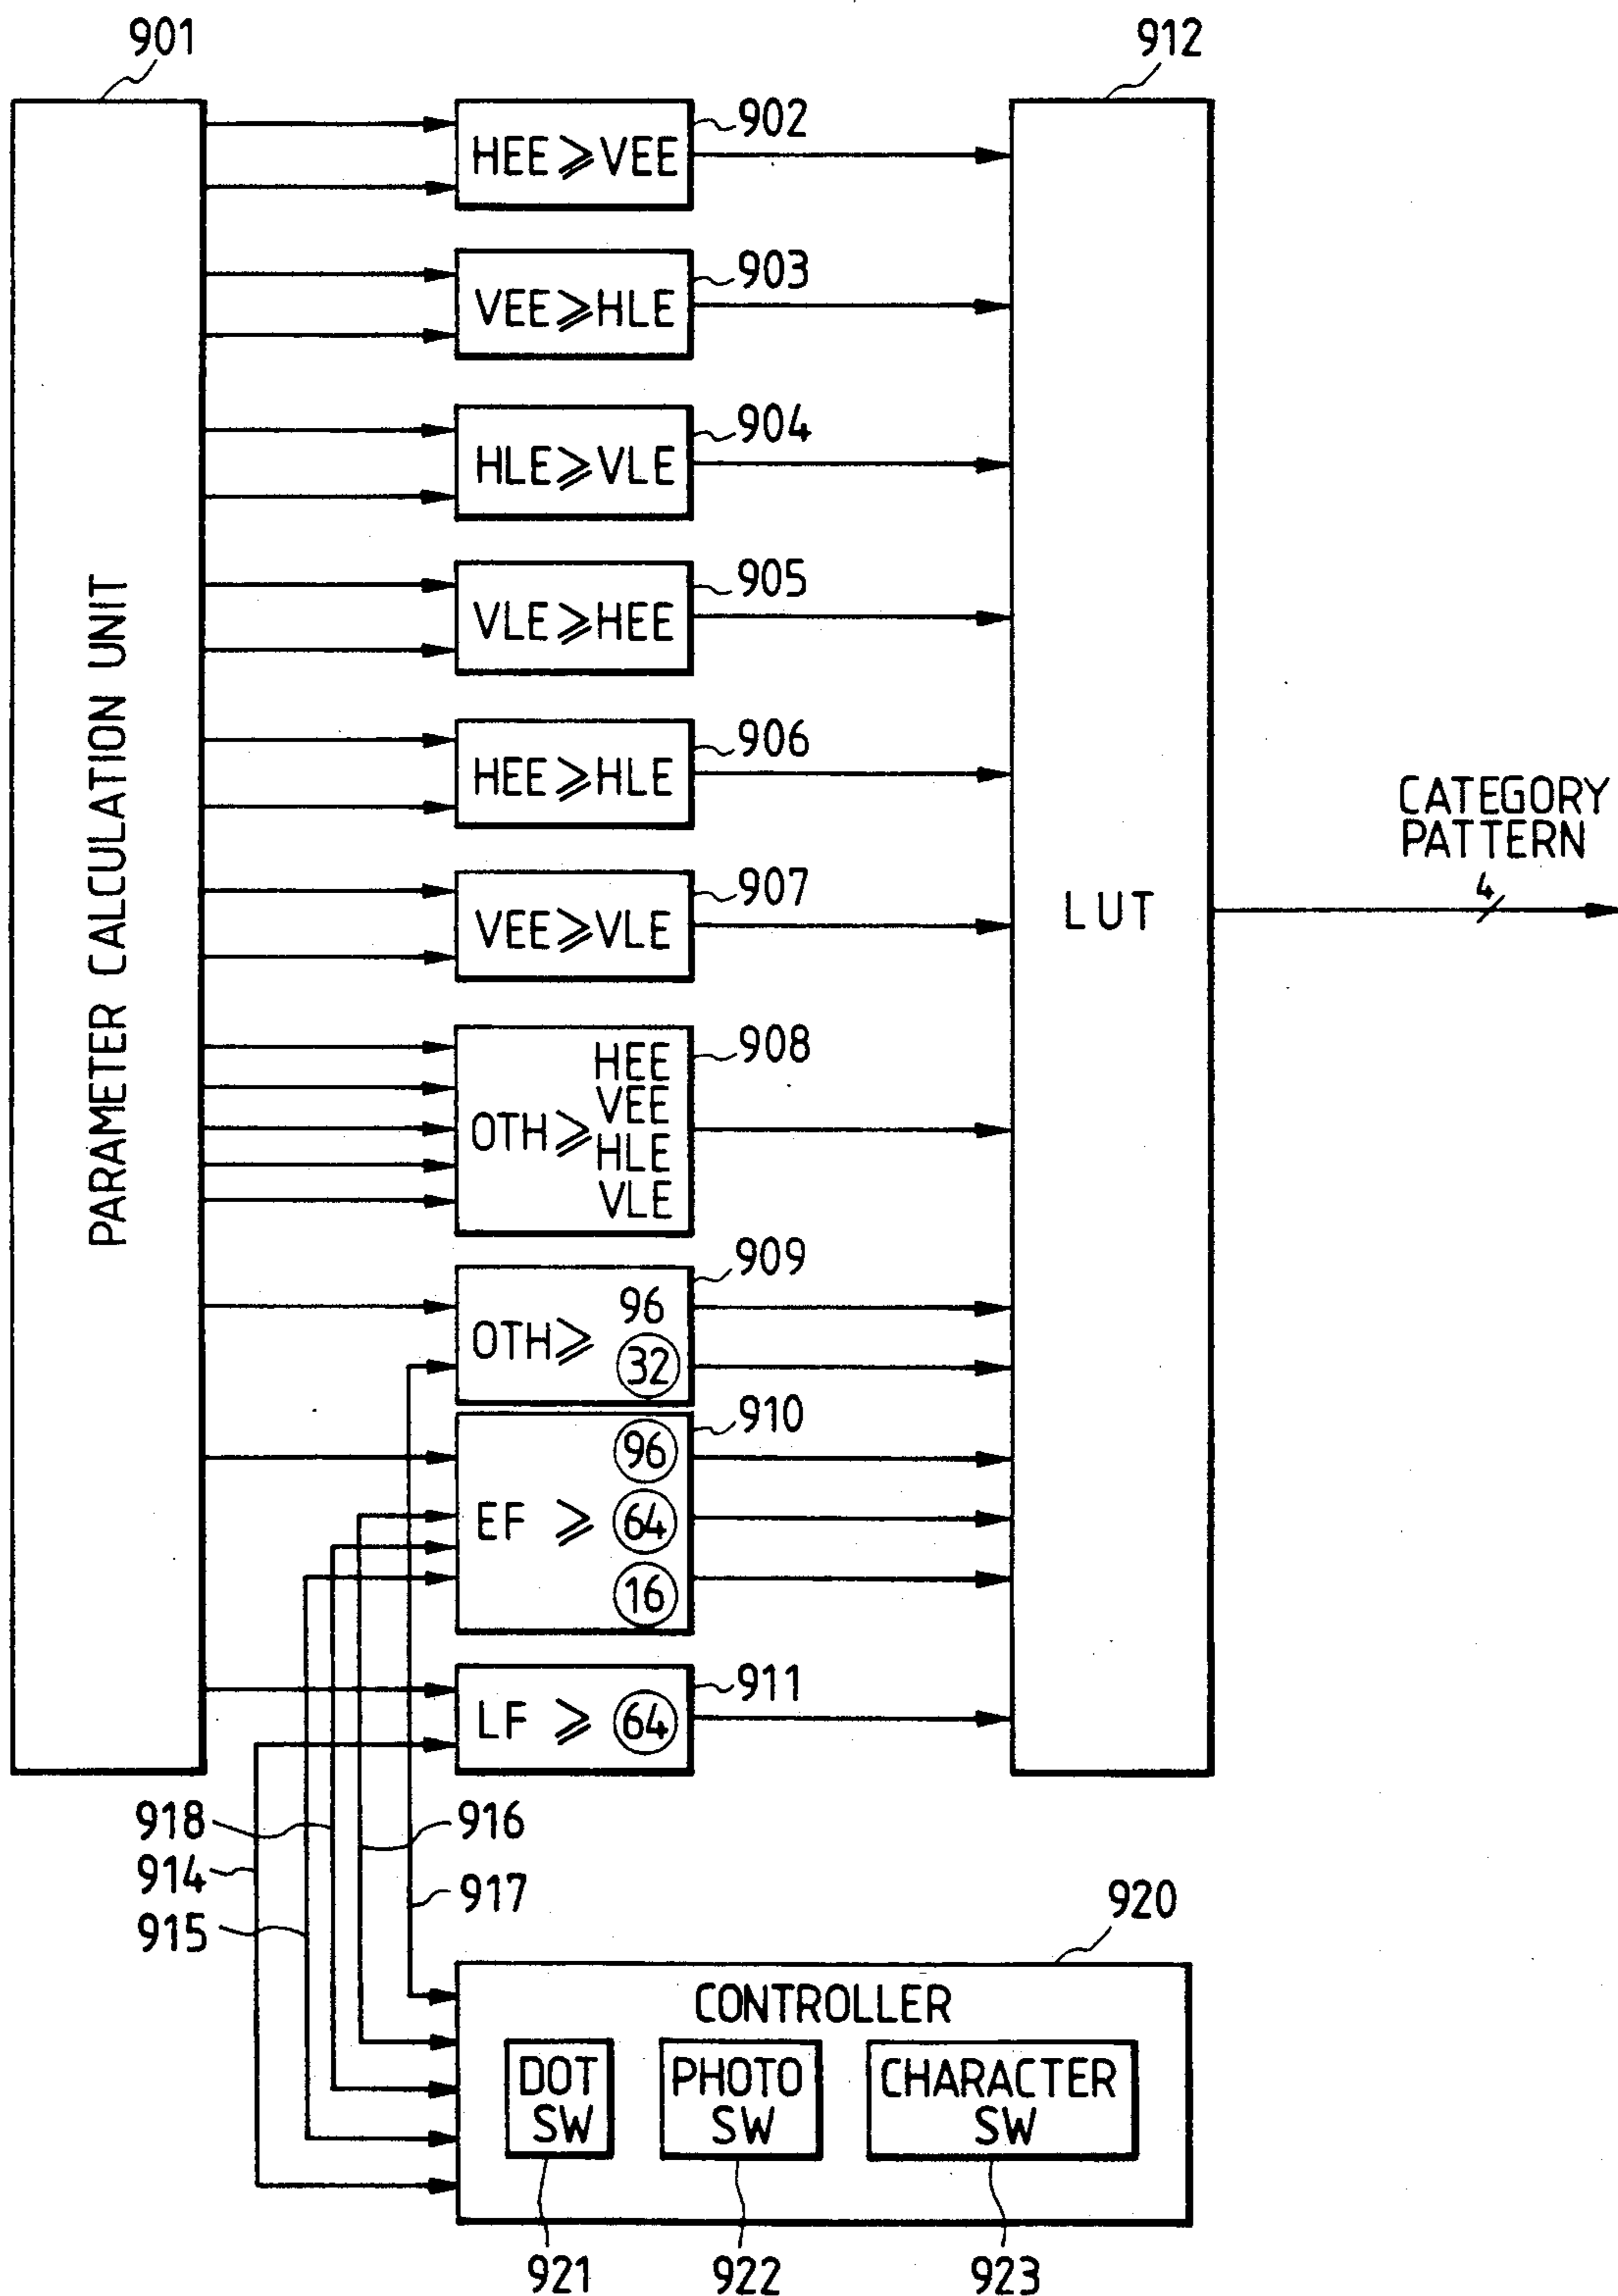 901
912
902
HEE ≥ VEE
903
VEE ≥ HLE
904
HLE ≥ VLE
905
VLE ≥ HEE
906
HEE ≥ HLE
907
VEE ≥ VLE
PARAMETER CALCULATION UNIT
LUT
CATEGORY
PATTERN
4
908
HEE
VEE
OTH ≥
HLE
VLE
909
96
OTH ≥
32
910
96
EF ≥ 64
16
911
LF ≥ 64
918
916
914
917
915
920
CONTROLLER
DOT
SW
PHOTO
SW
CHARACTER
SW
921
922
923